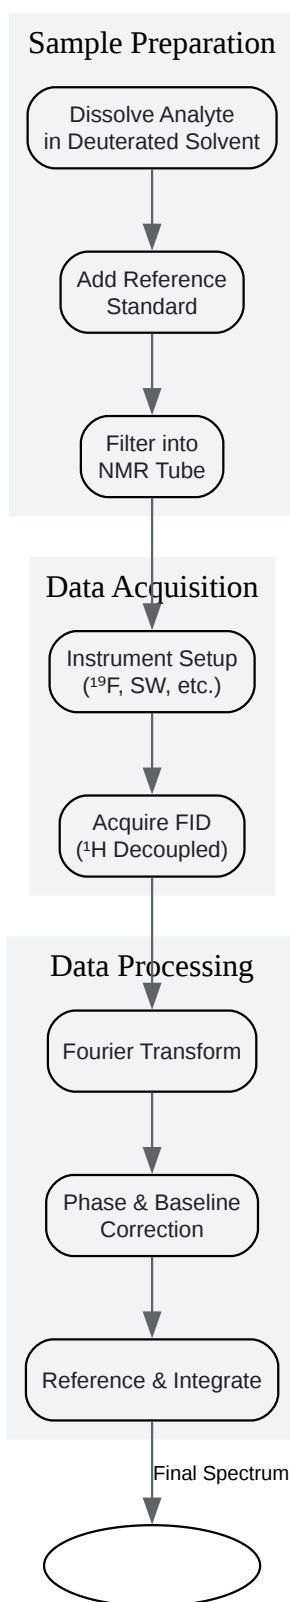 Sample Preparation
Dissolve Analyte
in Deuterated Solvent
Add Reference
Standard
Filter into
NMR Tube
Data Acquisition
Instrument Setup
(¹⁹F, SW, etc.)
Acquire FID
(¹H Decoupled)
Data Processing
Fourier Transform
Phase & Baseline
Correction
Reference & Integrate
Final Spectrum